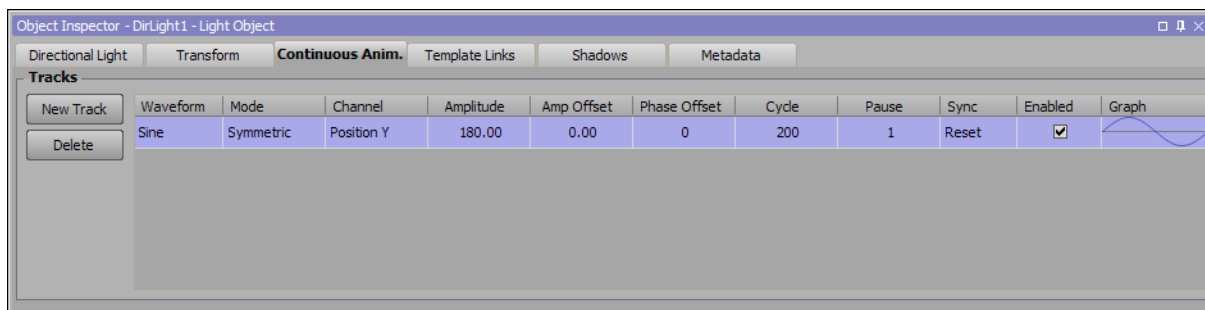 Object Inspector - DirLight1 - Light Object
Directional Light Transform Continuous Anim. Template Links Shadows Metadata
Tracks
New Track Waveform Mode Channel Amplitude Amp Offset Phase Offset Cycle Pause Sync Enabled Graph
Sine Symmetric Position Y 180.00 0.00 0 200 1 Reset
Delete